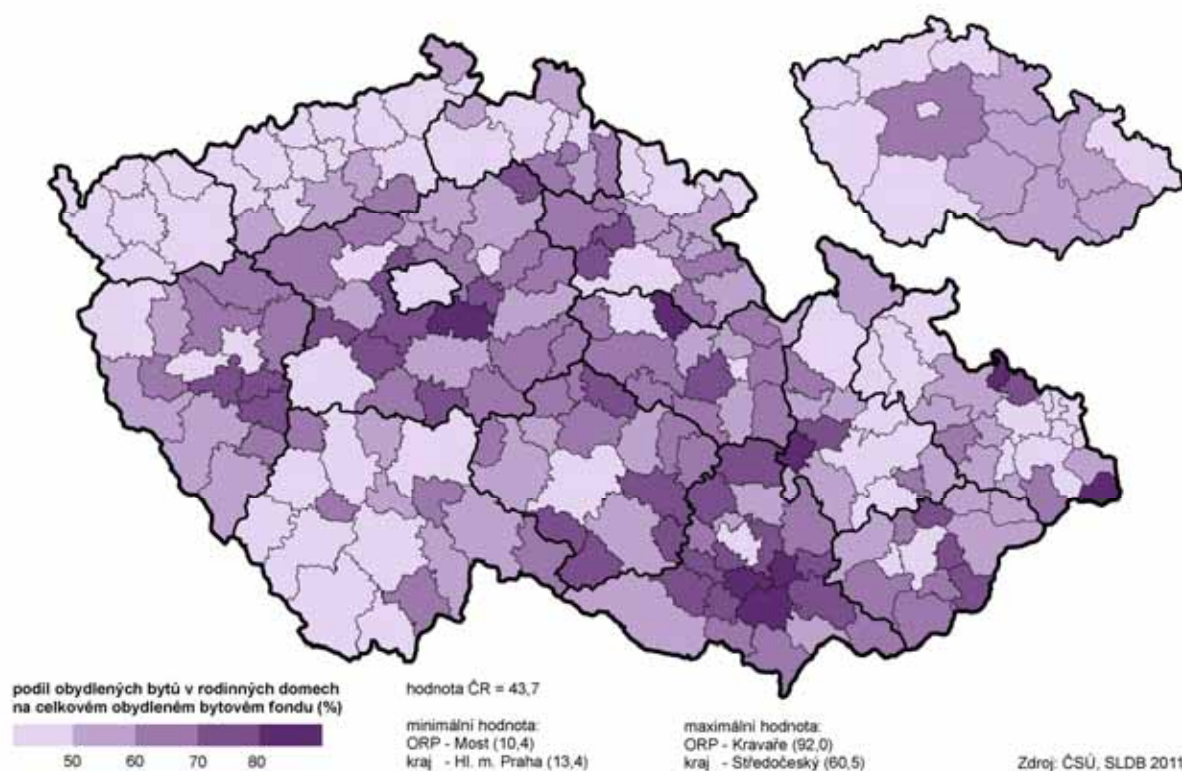 podíl obydlených bytů v rodinných domech
na celkovém obydleném bytovém fondu (%)
50 60 70 80
hodnota ČR = 43,7
minimální hodnota:
ORP - Most (10,4)
kraj - Hl. m. Praha (13,4)
maximální hodnota:
ORP - Kravaře (92,0)
kraj - Středočeský (60,5)
Zdroj: ČSÚ, SLDB 2011